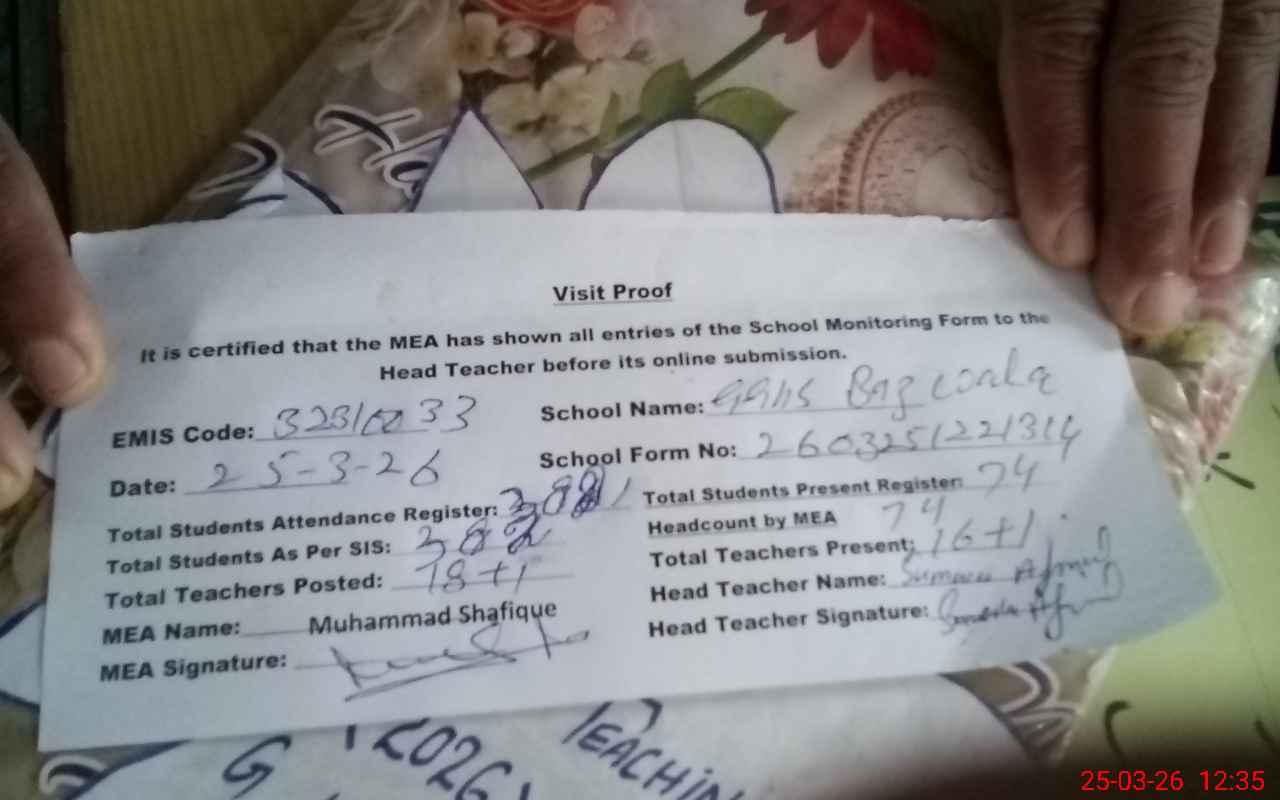 Visit Proof
It is certified that the MEA has shown all entries of the School Monitoring Form to the
Head Teacher before its online submission.
EMIS Code: 32310033 School Name: GGHS
Date: 25-3-26 School Form No: 2603251221314
Total Students Attendance Register: Total Students Present Register: 74
Total Students As Per SIS: 382 Headcount by MEA 74
Total Teachers Posted: 18+1 Total Teachers Present: 16+1
MEA Name: Muhammad Shafique Head Teacher Name:
MEA Signature: Head Teacher Signature:
G 2026 TEACHIN
25-03-26 12:35